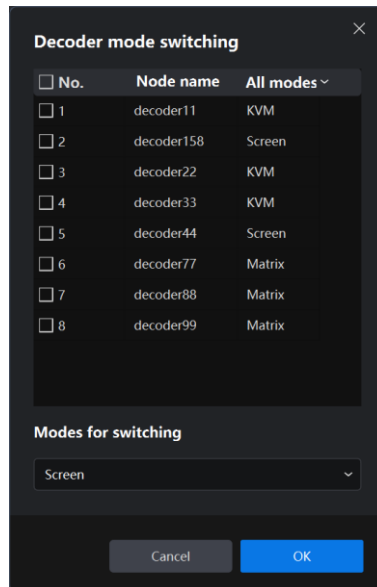 Decoder mode switching
No. Node name All modes
1 decoder11 KVM
2 decoder158 Screen
3 decoder22 KVM
4 decoder33 KVM
5 decoder44 Screen
6 decoder77 Matrix
7 decoder88 Matrix
8 decoder99 Matrix
Modes for switching
Screen
Cancel OK